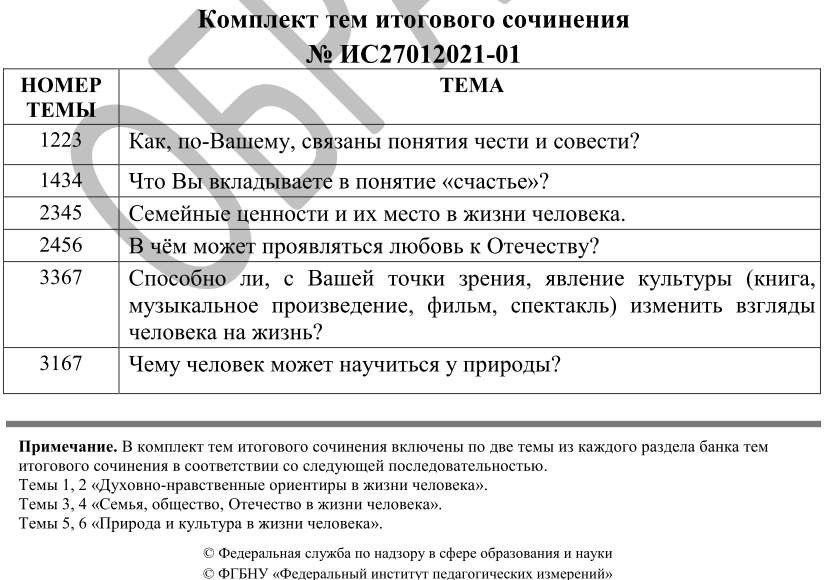 Комплект тем итогового сочинения
№ ИС27012021-01
НОМЕР ТЕМА
ТЕМЫ
1223 Как, по-Вашему, связаны понятия чести и совести?
1434 Что Вы вкладываете в понятие «счастье»?
2345 Семейные ценности и их место в жизни человека.
2456 В чём может проявляться любовь к Отечеству?
3367 Способно ли, с Вашей точки зрения, явление культуры (книга,
музыкальное произведение, фильм, спектакль) изменить взгляды
человека на жизнь?
3167 Чему человек может научиться у природы?
Примечание. В комплект тем итогового сочинения включены по две темы из каждого раздела банка тем
итогового сочинения в соответствии со следующей последовательностью.
Темы 1, 2 «Духовно-нравственные ориентиры в жизни человека».
Темы 3, 4 «Семья, общество, Отечество в жизни человека».
Темы 5, 6 «Природа и культура в жизни человека».
© Федеральная служба по надзору в сфере образования и науки
© ФГБНУ «Федеральный институт педагогических измерений»
ОБРА